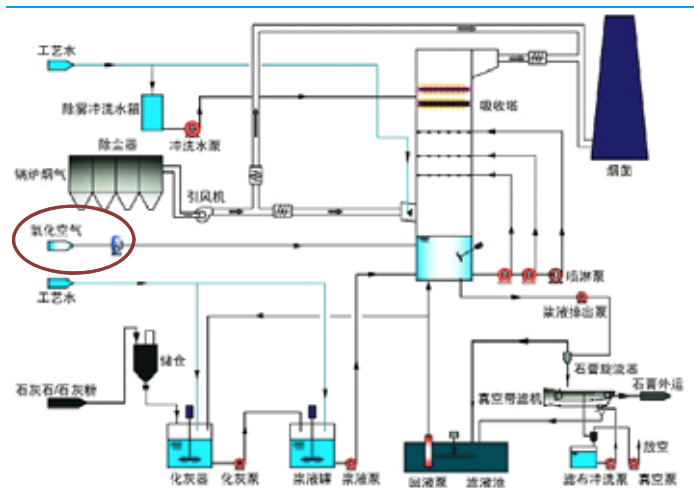 工艺水
除雾冲洗水箱
冲洗水泵
吸收塔
除尘器
锅炉烟气
引风机
烟囱
氧化空气
工艺水
喷淋泵
浆液排出泵
储仓
石膏旋流器
石灰石/石灰粉
真空带滤机
石膏外运
放空
化灰器
化灰泵
浆液罐
浆液泵
回液泵
滤液池
滤布冲洗泵
真空泵